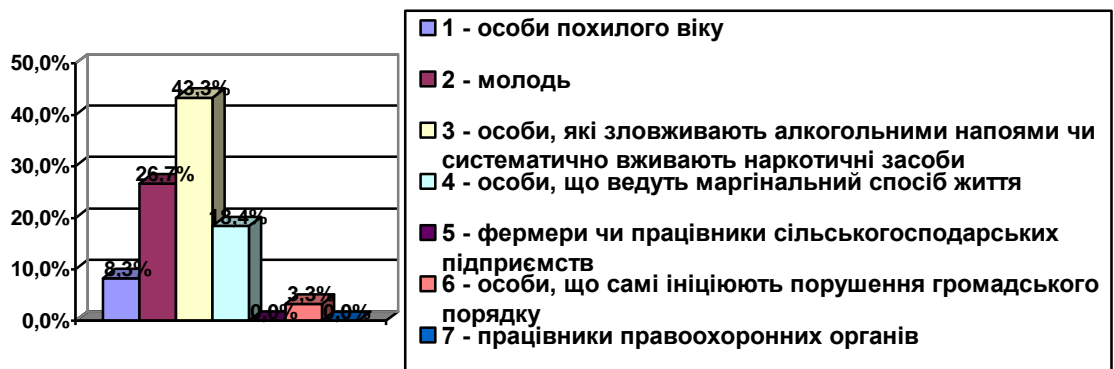 50,0%
40,0%
30,0%
20,0%
10,0%
0,0%
8,3%
26,7%
43,3%
18,4%
0,0%
3,3%
0,0%
1 - особи похилого віку
2 - молодь
3 - особи, які зловживають алкогольними напоями чи
систематично вживають наркотичні засоби
4 - особи, що ведуть маргінальний спосіб життя
5 - фермери чи працівники сільськогосподарських
підприємств
6 - особи, що самі ініціюють порушення громадського
порядку
7 - працівники правоохоронних органів